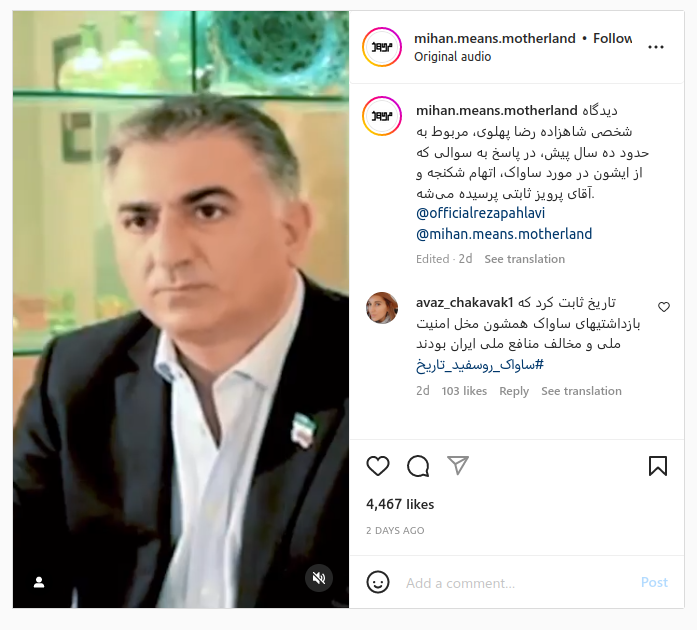 mihan.means.motherland • Follow
Original audio
mihan.means.motherland دیدگاه
شخصی شاهزاده رضا پهلوی، مربوط به
حدود ده سال پیش، در پاسخ به سوالی که
از ایشون در مورد ساواک، اتهام شکنجه و
آقای پرویز ثابتی پرسیده می‌شه.
@officialrezapahlavi
@mihan.means.motherland
Edited · 2d See translation
avaz_chakavak1 تاریخ ثابت کرد که
بازداشتیهای ساواک همشون مخل امنیت
ملی و مخالف منافع ملی ایران بودند
#ساواک_روسفید_تاریخ
2d 103 likes Reply See translation
4,467 likes
2 DAYS AGO
Add a comment...
Post